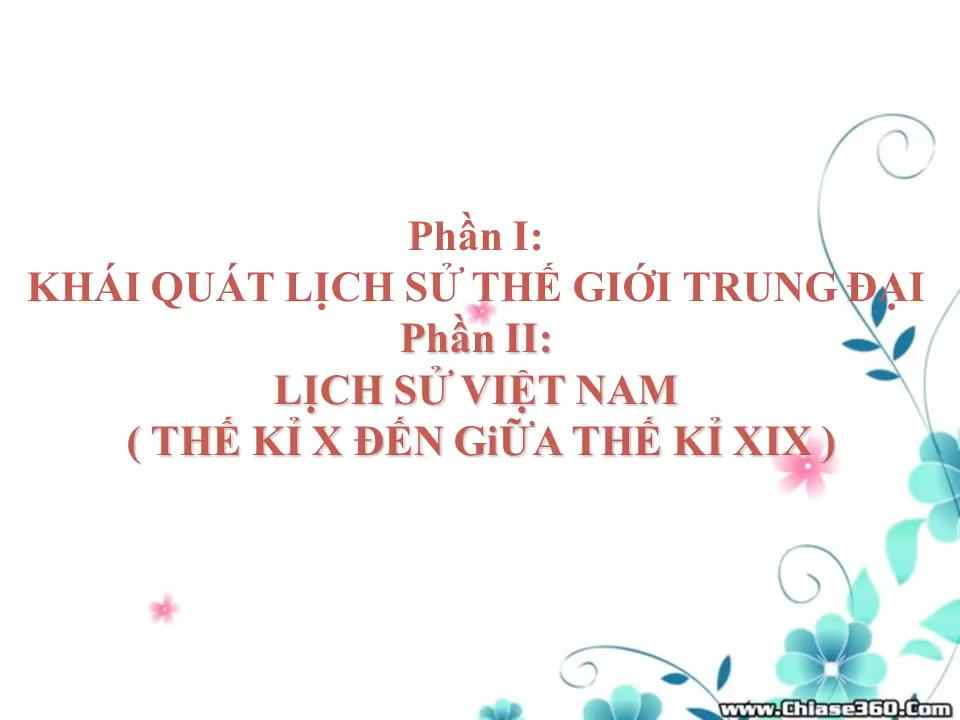 Phần I:
KHÁI QUÁT LỊCH SỬ THẾ GIỚI TRUNG ĐẠI
Phần II:
LỊCH SỬ VIỆT NAM
( THẾ KỈ X ĐẾN GiỮA THẾ KỈ XIX )
www.Chiase360.Com